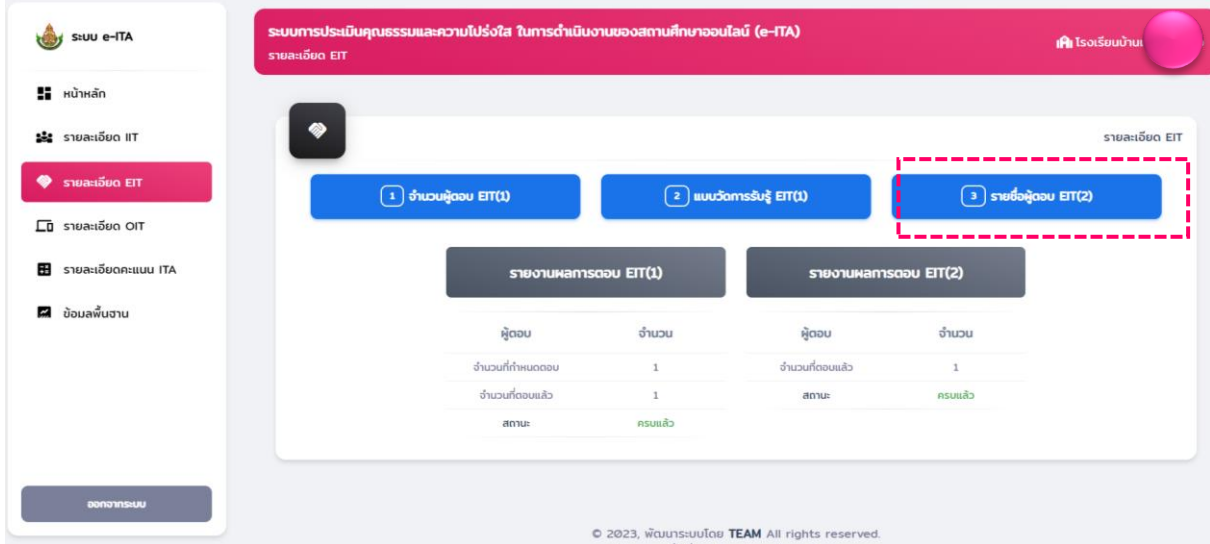 ระบบ e-ITA
หน้าหลัก
รายละเอียด IIT
รายละเอียด EIT
รายละเอียด OIT
รายละเอียดคะแนน ITA
ข้อมูลพื้นฐาน
ออกจากระบบ
ระบบการประเมินคุณธรรมและความโปร่งใส ในการดำเนินงานของสถานศึกษาออนไลน์ (e-ITA)
รายละเอียด EIT
โรงเรียนบ้าน
รายละเอียด EIT
1 จำนวนผู้ตอบ EIT(1)
2 แบบวัดการรับรู้ EIT(1)
3 รายชื่อผู้ตอบ EIT(2)
รายงานผลการตอบ EIT(1)
รายงานผลการตอบ EIT(2)
ผู้ตอบ จำนวน
จำนวนที่กำหนดตอบ 1
จำนวนที่ตอบแล้ว 1
สถานะ ครบแล้ว
ผู้ตอบ จำนวน
จำนวนที่ตอบแล้ว 1
สถานะ ครบแล้ว
© 2023, พัฒนาระบบโดย TEAM All rights reserved.